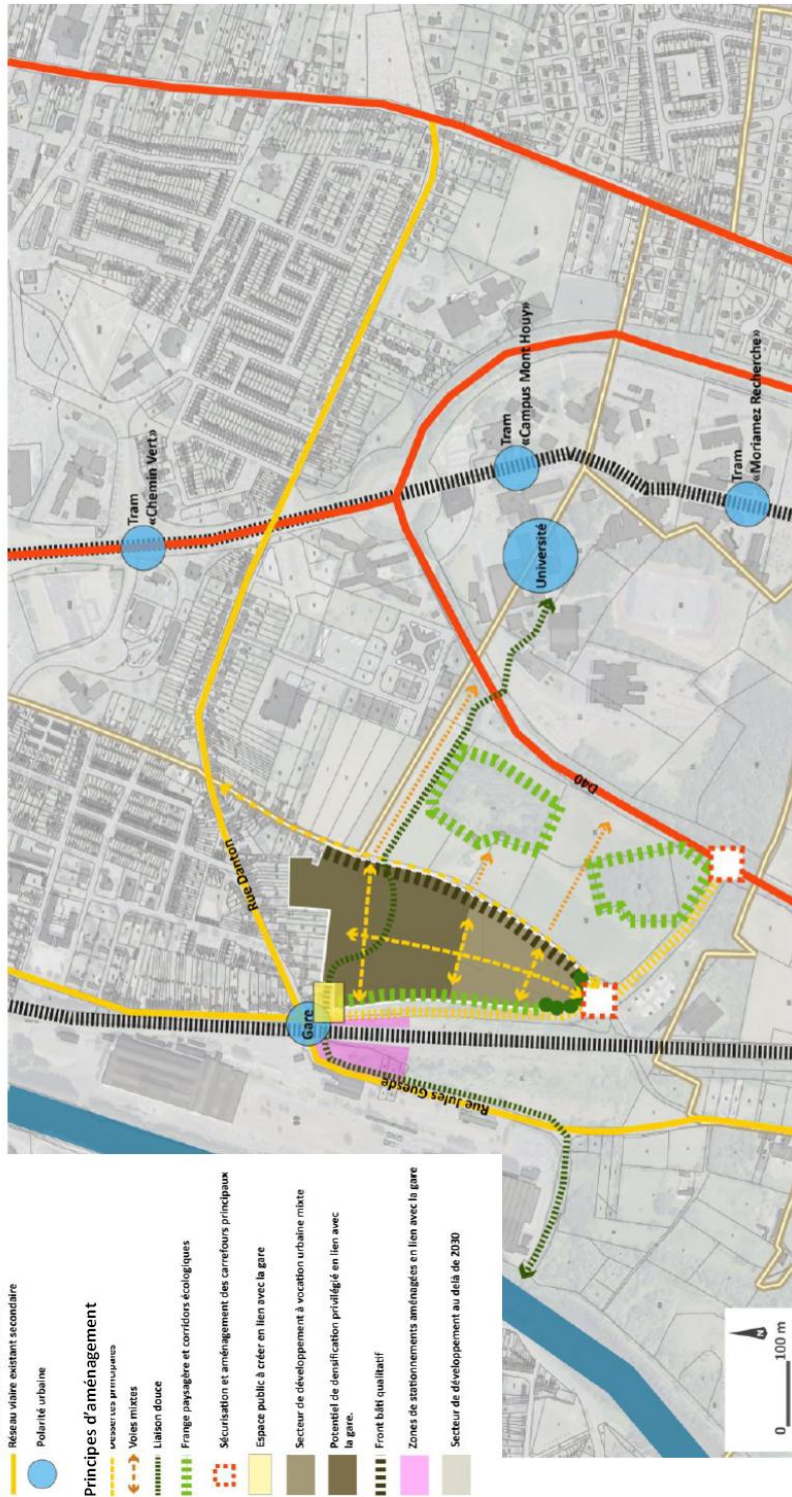 Réseau viaire existant secondaire
Polarité urbaine
Principes d'aménagement
Voies mixtes
Liaison douce
Frange paysagère et corridors écologiques
Sécurisation et aménagement des carrefours principaux
Espace public à créer en lien avec la gare
Secteur de développement à vocation urbaine mixte
Potentiel de densification privilégié en lien avec
la gare.
Front bâti qualitatif
Zones de stationnements aménagées en lien avec la gare
Secteur de développement au delà de 2030
N
100 m
0
Gare
Rue Jules Guesde
Rue Danton
D40
Tram
«Chemin Vert»
Tram
«Campus Mont Houy»
Université
Tram
«Moriamez Recherche»